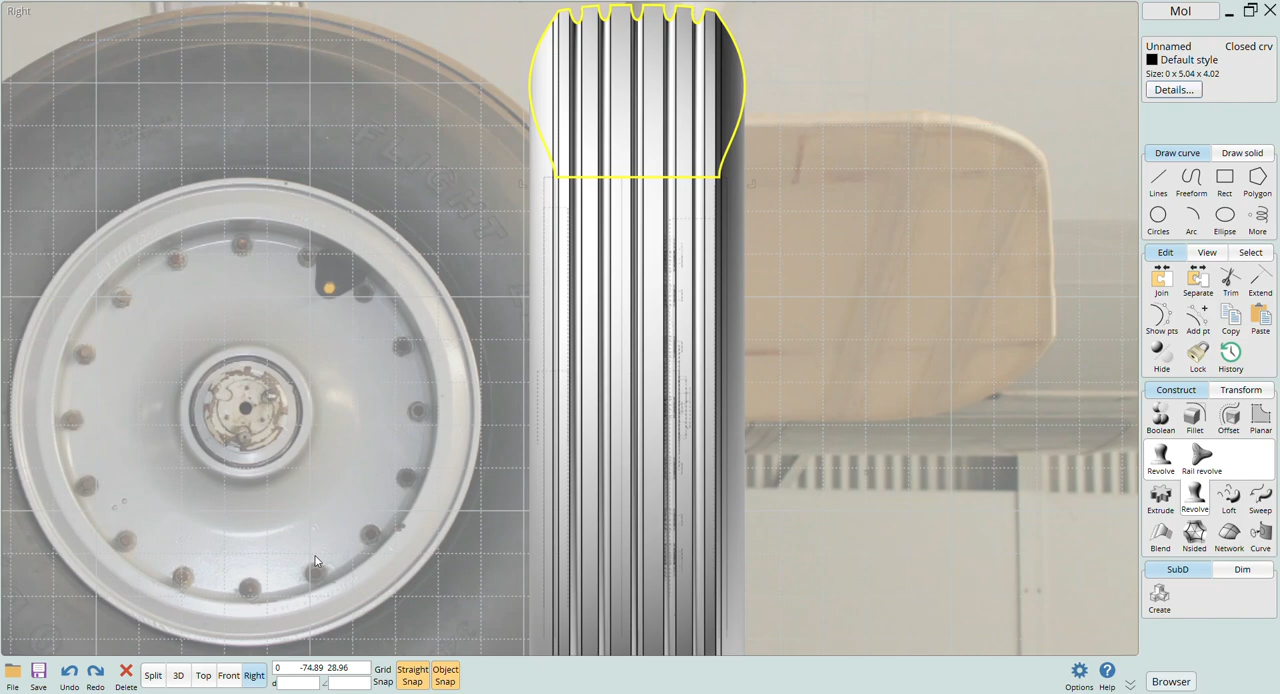 Right
FLIGHT
MoI
Unnamed
Closed crv
Default style
Size: 0 x 5.04 x 4.02
Details...
Draw curve
Draw solid
Lines
Freeform
Rect
Polygon
Circles
Arc
Ellipse
More
Edit
View
Select
Join
Separate
Trim
Extend
Show pts
Add pt
Copy
Paste
Hide
Lock
History
Construct
Transform
Boolean
Fillet
Offset
Planar
Revolve
Rail revolve
Extrude
Revolve
Loft
Sweep
Blend
Nsided
Network
Curve
SubD
Dim
Create
File
Save
Undo
Redo
Delete
Split
3D
Top
Front
Right
0 -74.89 28.96
d
Grid
Snap
Straight
Snap
Object
Snap
Options
Help
Browser